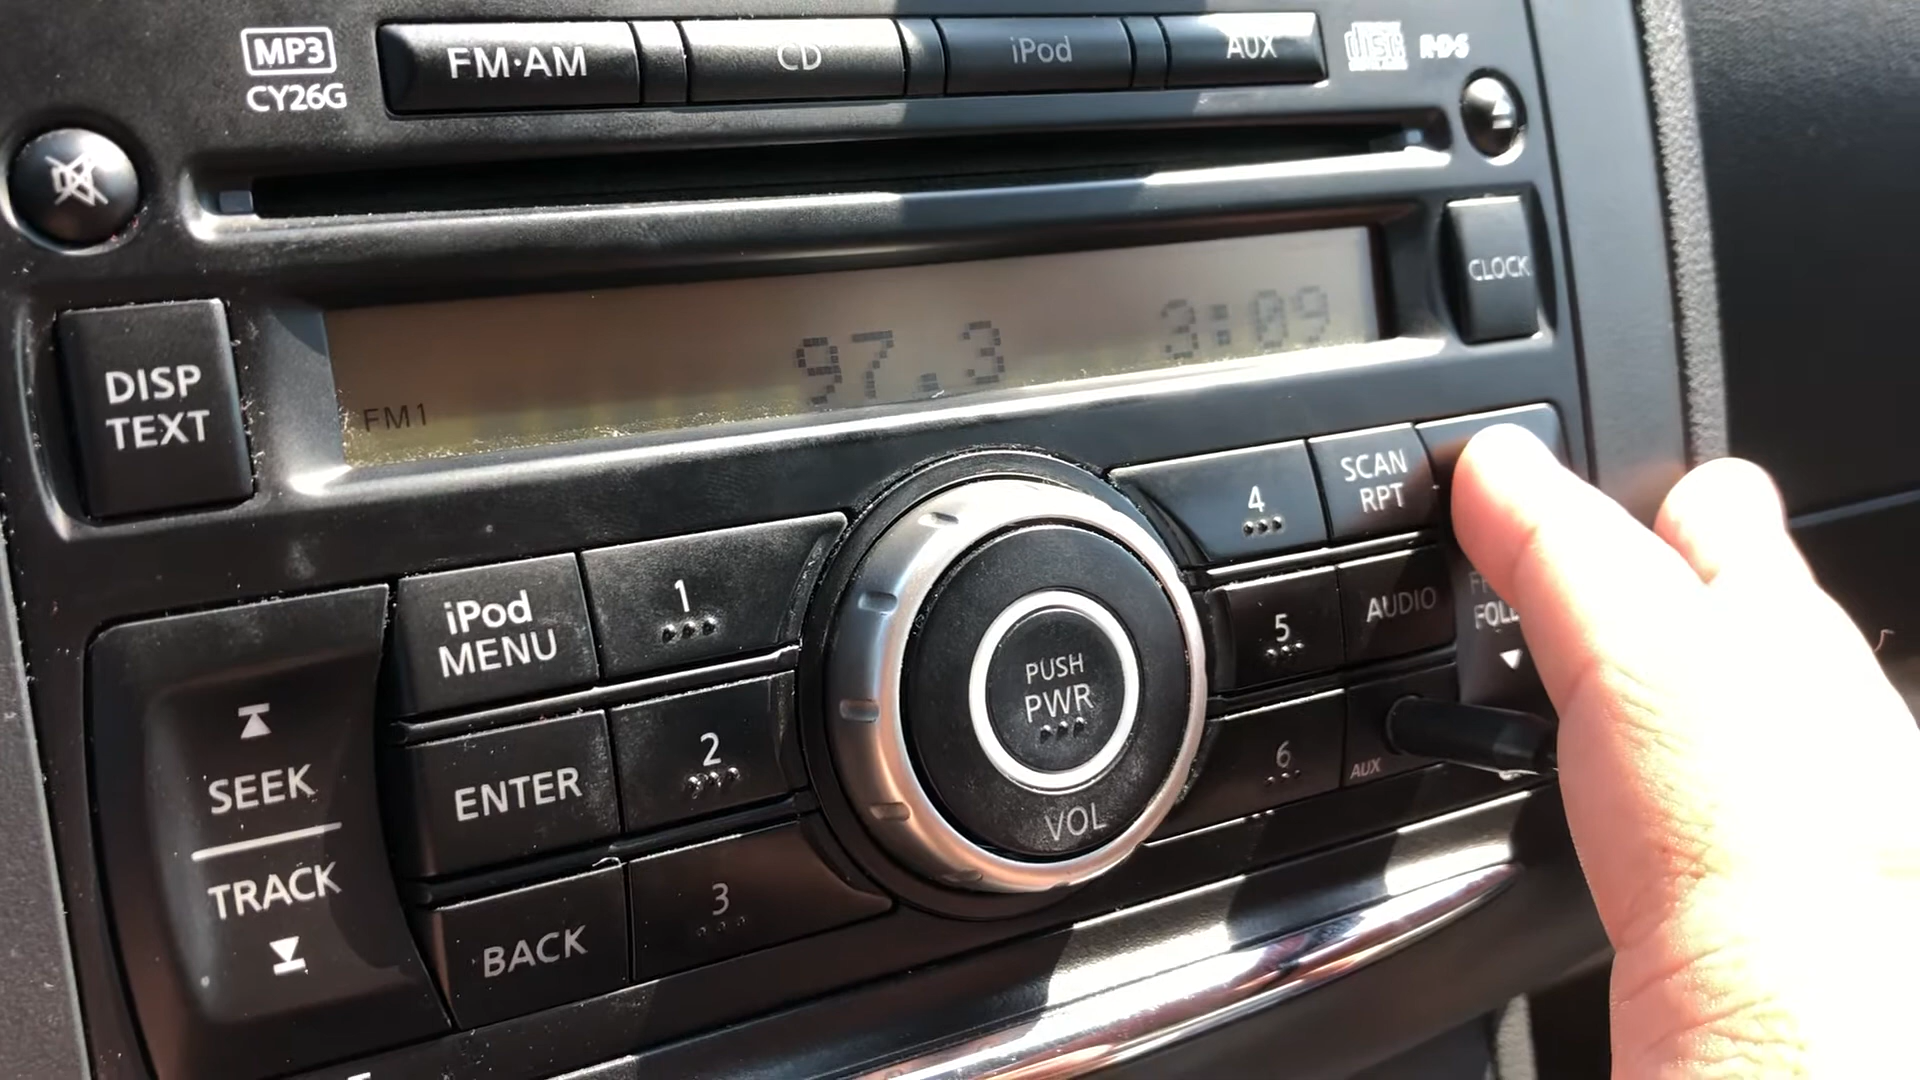 MP3
CY26G
FM·AM
CD
iPod
AUX
RDS
CLOCK
DISP
TEXT
FM1
97.3
3:09
4
SCAN
RPT
iPod
MENU
1
PUSH
PWR
VOL
5
AUDIO
SEEK
TRACK
ENTER
2
6
AUX
BACK
3